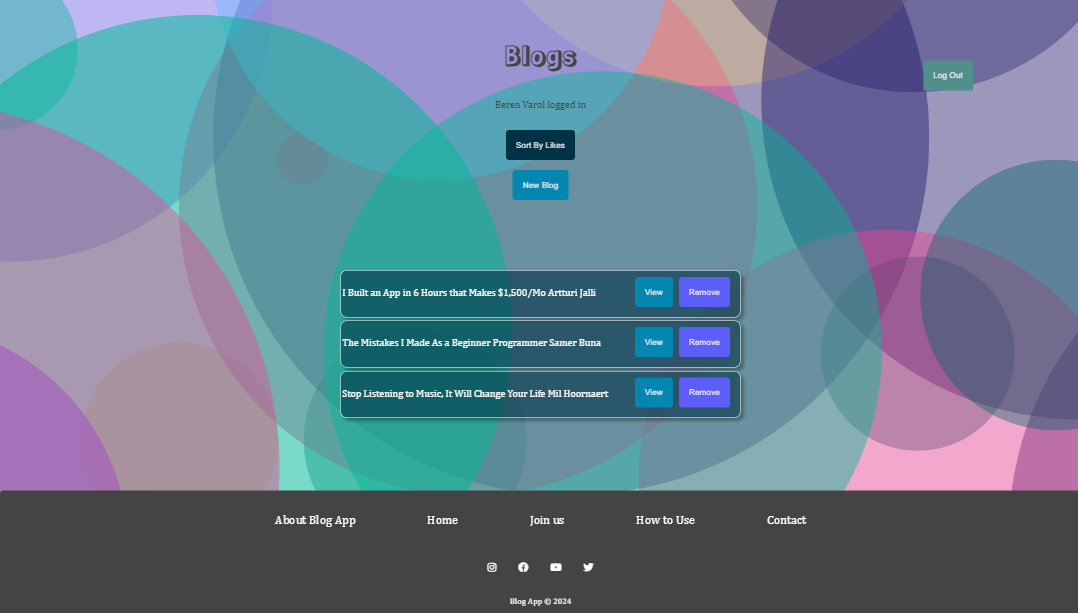 Blogs
Log Out
Beren Varol logged in
Sort By Likes
New Blog
I Built an App in 6 Hours that Makes $1,500/Mo Artturi Jalli View Remove
The Mistakes I Made As a Beginner Programmer Samer Buna View Remove
Stop Listening to Music, It Will Change Your Life Mil Hoornaert View Remove
About Blog App Home Join us How to Use Contact
Blog App © 2024